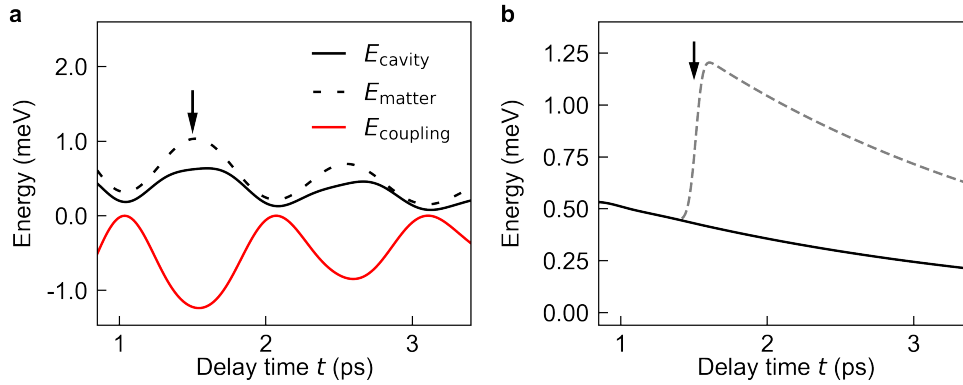 a
2.0
1.0
0.0
-1.0
Energy (meV)
E_cavity
E_matter
E_coupling
1
2
3
Delay time t (ps)
b
1.25
1.00
0.75
0.50
0.25
0.00
Energy (meV)
1
2
3
Delay time t (ps)